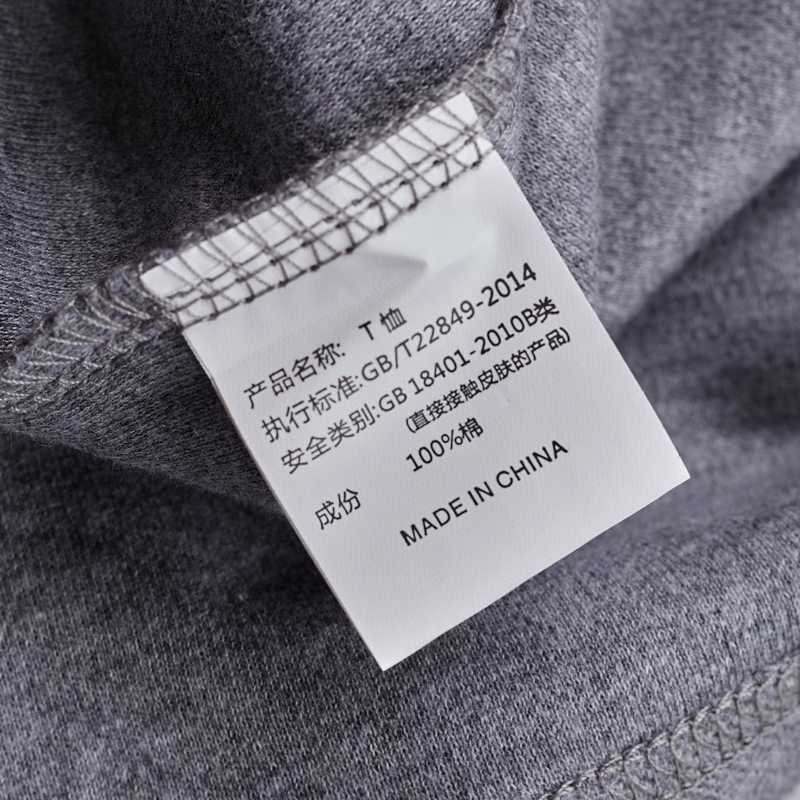 产品名称: T恤
执行标准:GB/T22849-2014
安全类别:GB 18401-2010B类
(直接接触皮肤的产品)
成份 100%棉
MADE IN CHINA